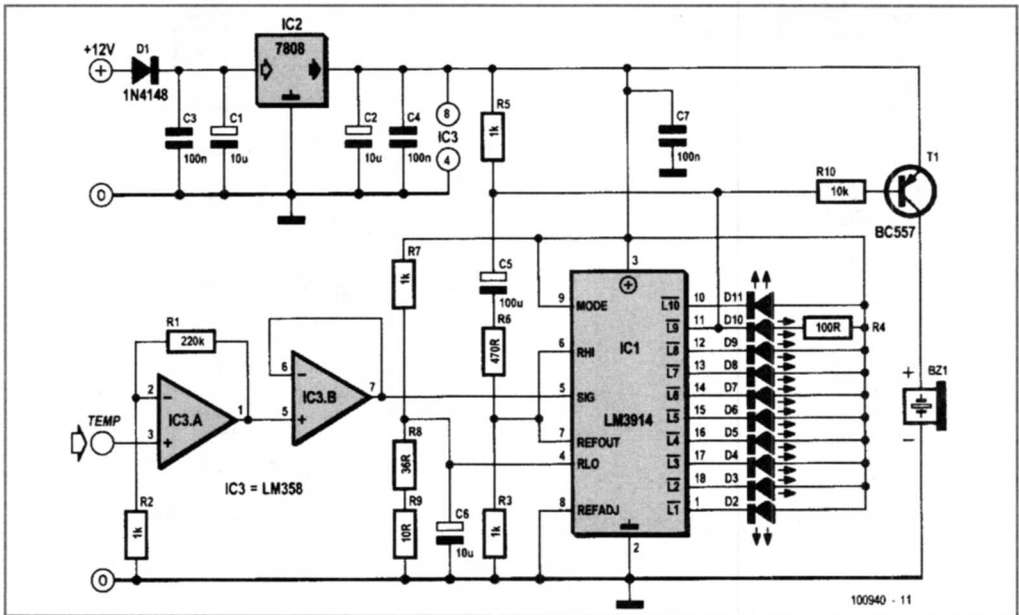 IC2
+12V
D1
7808
1N4148
C3
100n
C1
10u
C2
10u
C4
100n
8
IC3
4
R5
1k
C7
100n
T1
R10
10k
BC557
0
R7
1k
C5
100u
R6
470R
3
9
MODE
L10
10
D11
6
RHI
IC1
L9
11
D10
100R
R4
L8
12
D9
L7
13
D8
5
SIG
L6
14
D7
LM3914
L5
15
D6
7
REFOUT
L4
16
D5
4
RLO
L3
17
D4
L2
18
D3
8
REFADJ
L1
1
D2
2
+
BZ1
−
R1
220k
TEMP
2
−
IC3.A
1
3
+
6
−
IC3.B
7
5
+
R2
1k
IC3 = LM358
R8
36R
R9
10R
C6
10u
R3
1k
0
100940 - 11